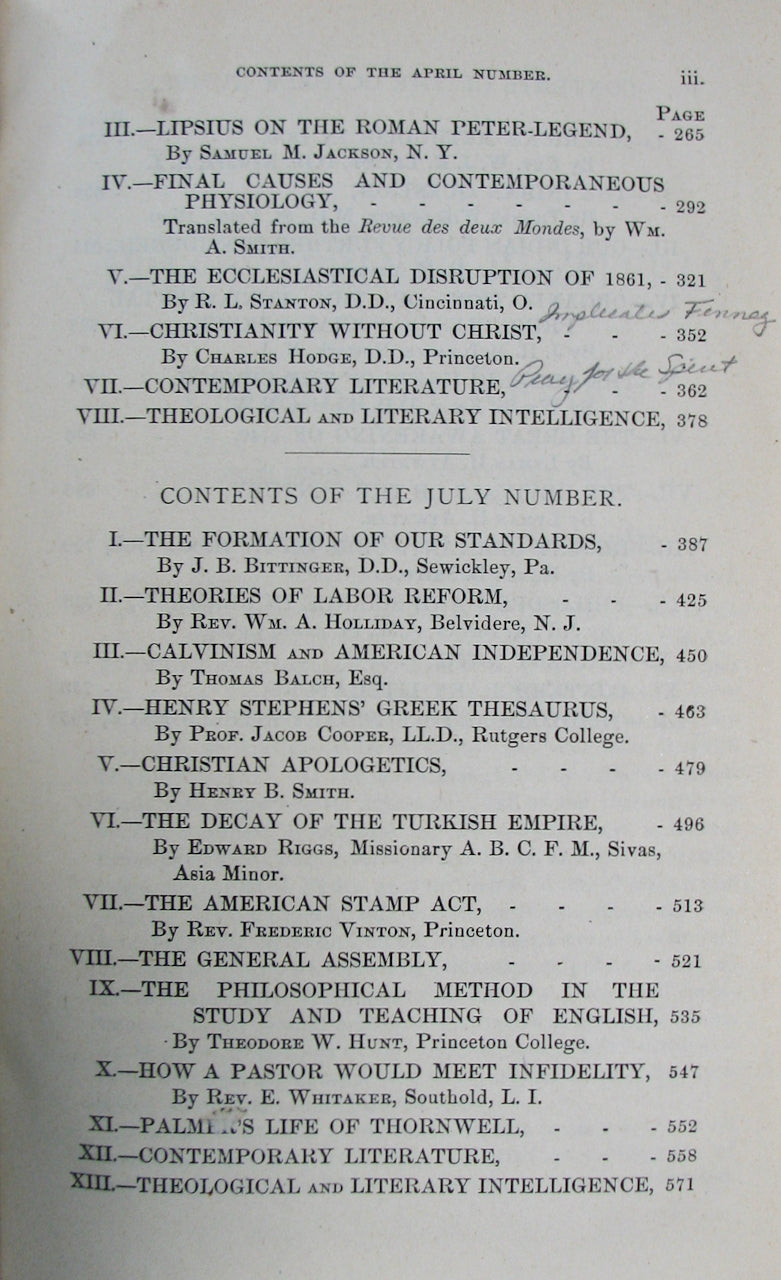 CONTENTS OF THE APRIL NUMBER. iii.
PAGE
III.—LIPSIUS ON THE ROMAN PETER-LEGEND, - 265
By SAMUEL M. JACKSON, N. Y.
IV.—FINAL CAUSES AND CONTEMPORANEOUS
PHYSIOLOGY, - - - - - - - 292
Translated from the Revue des deux Mondes, by WM.
A. SMITH.
V.—THE ECCLESIASTICAL DISRUPTION OF 1861, - 321
By R. L. STANTON, D.D., Cincinnati, O.
Implicates Finney
VI.—CHRISTIANITY WITHOUT CHRIST, - - - 352
By CHARLES HODGE, D.D., Princeton.
Pray for the Spirit
VII.—CONTEMPORARY LITERATURE, - - - 362
VIII.—THEOLOGICAL AND LITERARY INTELLIGENCE, 378
CONTENTS OF THE JULY NUMBER.
I.—THE FORMATION OF OUR STANDARDS, - 387
By J. B. BITTINGER, D.D., Sewickley, Pa.
II.—THEORIES OF LABOR REFORM, - - - 425
By REV. WM. A. HOLLIDAY, Belvidere, N. J.
III.—CALVINISM AND AMERICAN INDEPENDENCE, 450
By THOMAS BALCH, Esq.
IV.—HENRY STEPHENS' GREEK THESAURUS, - 463
By PROF. JACOB COOPER, LL.D., Rutgers College.
V.—CHRISTIAN APOLOGETICS, - - - - 479
By HENRY B. SMITH.
VI.—THE DECAY OF THE TURKISH EMPIRE, - 496
By EDWARD RIGGS, Missionary A. B. C. F. M., Sivas,
Asia Minor.
VII.—THE AMERICAN STAMP ACT, - - - - 513
By REV. FREDERIC VINTON, Princeton.
VIII.—THE GENERAL ASSEMBLY, - - - - 521
IX.—THE PHILOSOPHICAL METHOD IN THE
STUDY AND TEACHING OF ENGLISH, 535
By THEODORE W. HUNT, Princeton College.
X.—HOW A PASTOR WOULD MEET INFIDELITY, 547
By REV. E. WHITAKER, Southold, L. I.
XI.—PALMER'S LIFE OF THORNWELL, - - - 552
XII.—CONTEMPORARY LITERATURE, - - - 558
XIII.—THEOLOGICAL AND LITERARY INTELLIGENCE, 571